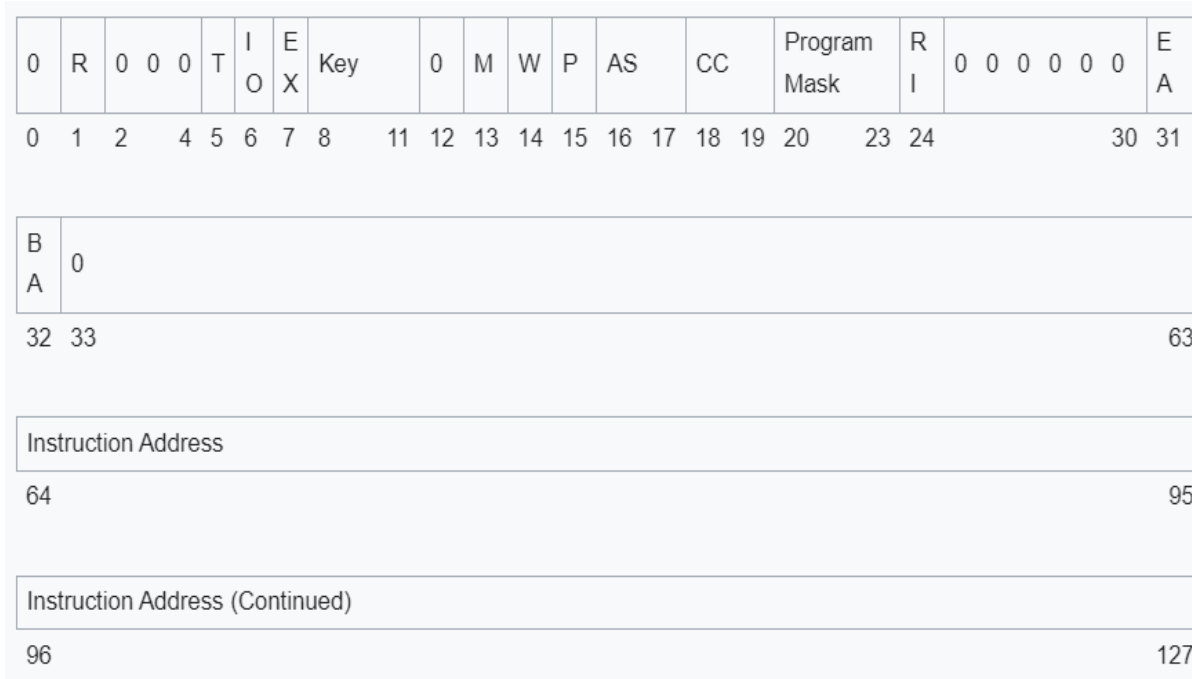 0 R 0 0 0 T I O E X Key 0 M W P AS CC Program Mask R I 0 0 0 0 0 0 E A
0 1 2 4 5 6 7 8 11 12 13 14 15 16 17 18 19 20 23 24 30 31
B A 0
32 33 63
Instruction Address
64 95
Instruction Address (Continued)
96 127